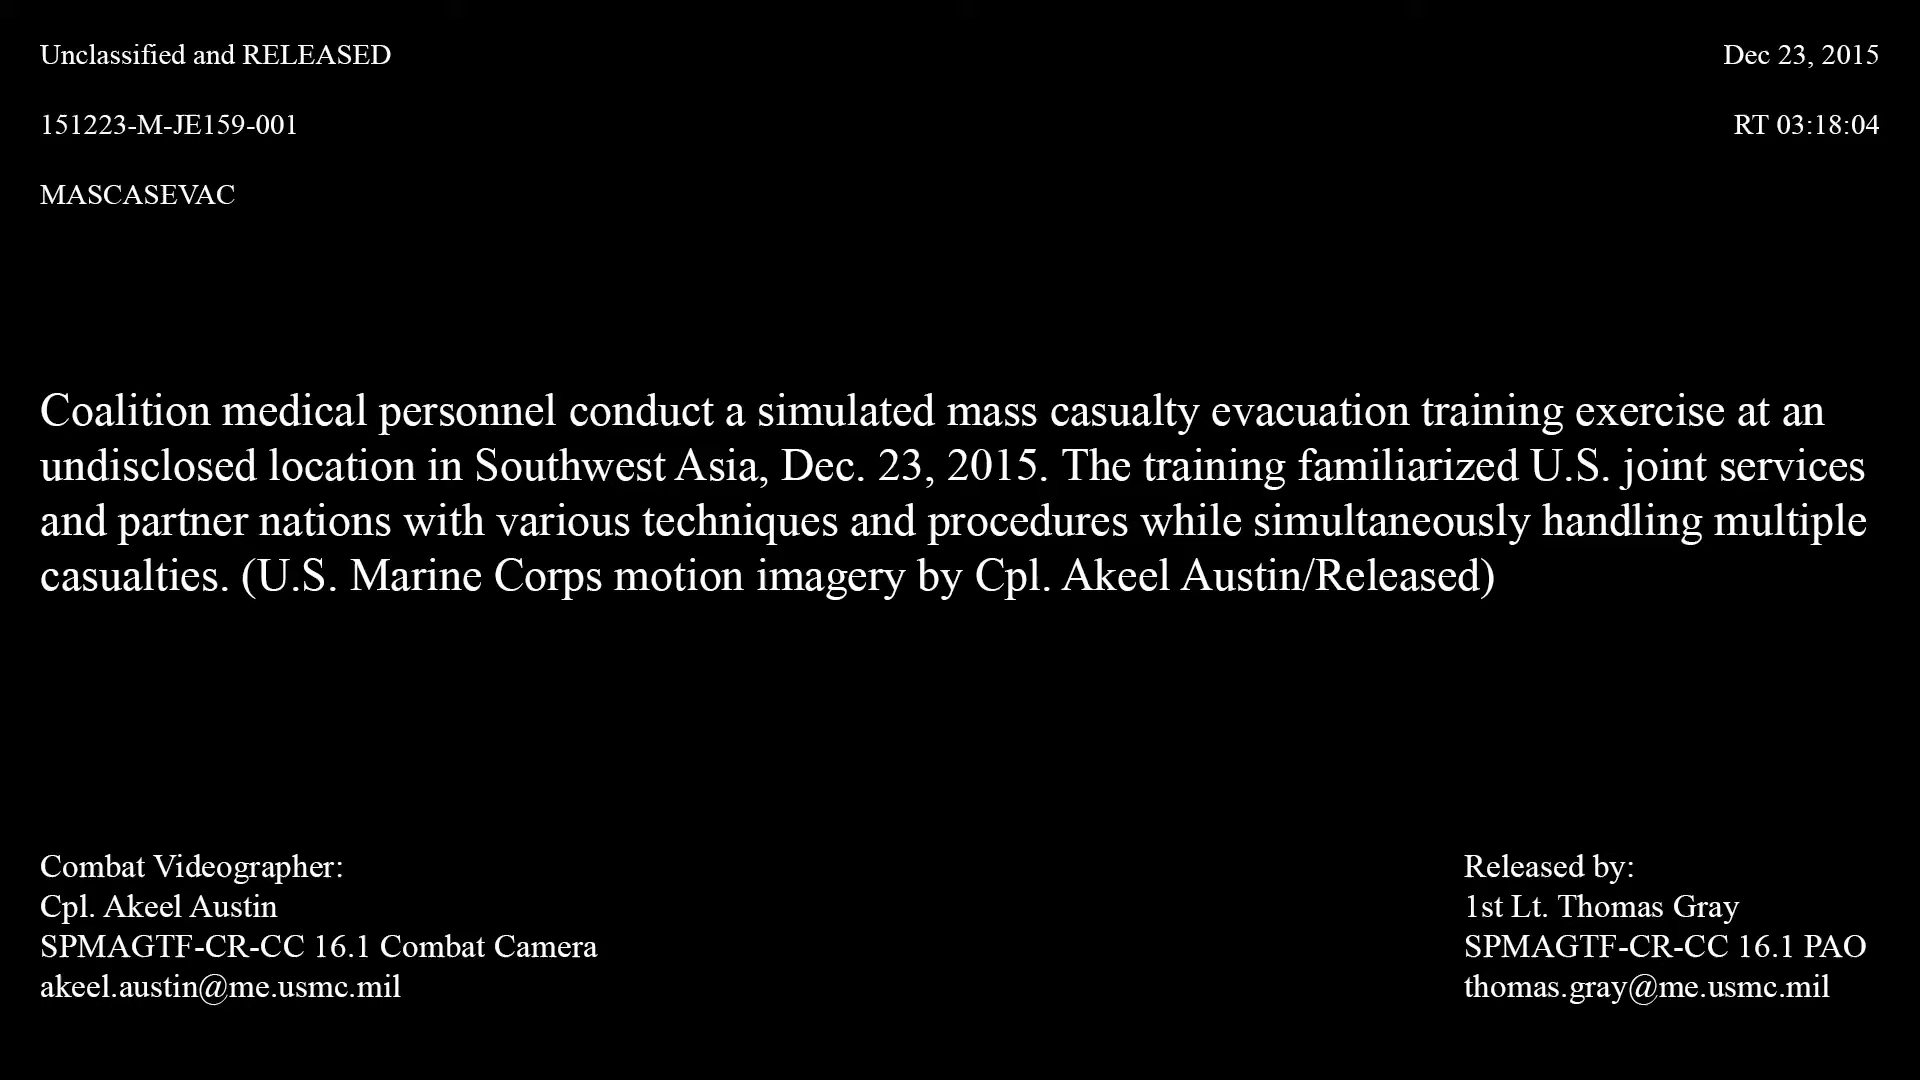 Unclassified and RELEASED
Dec 23, 2015
151223-M-JE159-001
RT 03:18:04
MASCASEVAC
Coalition medical personnel conduct a simulated mass casualty evacuation training exercise at an
undisclosed location in Southwest Asia, Dec. 23, 2015. The training familiarized U.S. joint services
and partner nations with various techniques and procedures while simultaneously handling multiple
casualties. (U.S. Marine Corps motion imagery by Cpl. Akeel Austin/Released)
Combat Videographer:
Cpl. Akeel Austin
SPMAGTF-CR-CC 16.1 Combat Camera
akeel.austin@me.usmc.mil
Released by:
1st Lt. Thomas Gray
SPMAGTF-CR-CC 16.1 PAO
thomas.gray@me.usmc.mil